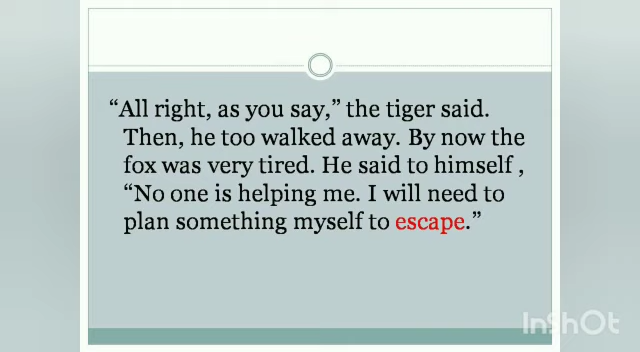 “All right, as you say,” the tiger said.
Then, he too walked away. By now the
fox was very tired. He said to himself ,
“No one is helping me. I will need to
plan something myself to escape.”
InShOt